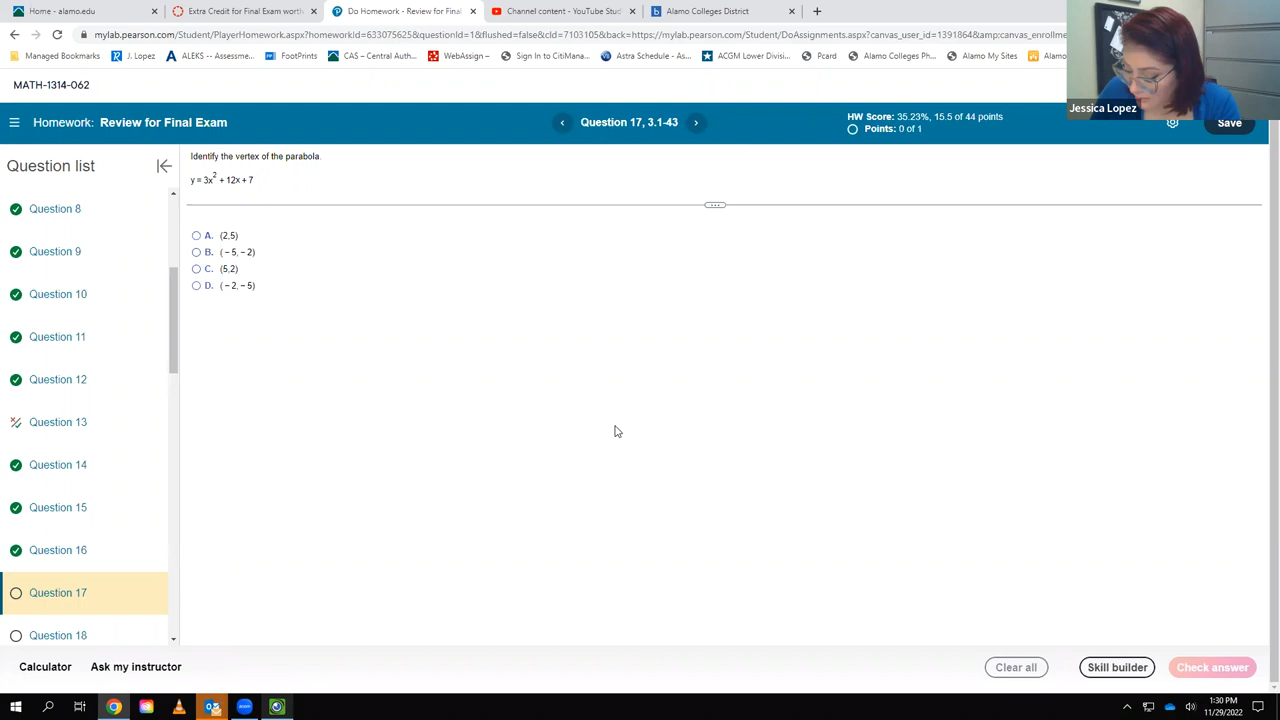 Home - alamo.edu
Extra Credit for Final Exam worth
Do Homework - Review for Final
Channel content - YouTube Stud
Alamo Colleges District
mylab.pearson.com/Student/PlayerHomework.aspx?homeworkId=633075625&questionId=1&flushed=false&cId=7103105&back=https://mylab.pearson.com/Student/DoAssignments.aspx?canvas_user_id=1391864&amp;canvas_enrollme
Managed Bookmarks
J. Lopez
ALEKS -- Assessme...
FootPrints
CAS – Central Auth...
WebAssign –
Sign In to CitiMana...
Astra Schedule - As...
ACGM Lower Divisi...
Pcard
Alamo Colleges Ph...
Alamo My Sites
Alamo
Jessica Lopez
MATH-1314-062
Homework: Review for Final Exam
Question 17, 3.1-43
HW Score: 35.23%, 15.5 of 44 points
Points: 0 of 1
Save
Question list
Question 8
Question 9
Question 10
Question 11
Question 12
Question 13
Question 14
Question 15
Question 16
Question 17
Question 18
Identify the vertex of the parabola.
y = 3x² + 12x + 7
A. (2,5)
B. (− 5, − 2)
C. (5,2)
D. (− 2, − 5)
Calculator
Ask my instructor
Clear all
Skill builder
Check answer
1:30 PM
11/29/2022